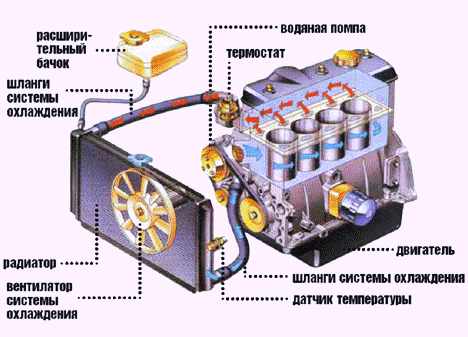 расшири-
тельный
бачок
водяная помпа
термостат
шланги
системы
охлаждения
радиатор
вентилятор
системы
охлаждения
двигатель
шланги системы охлаждения
датчик температуры